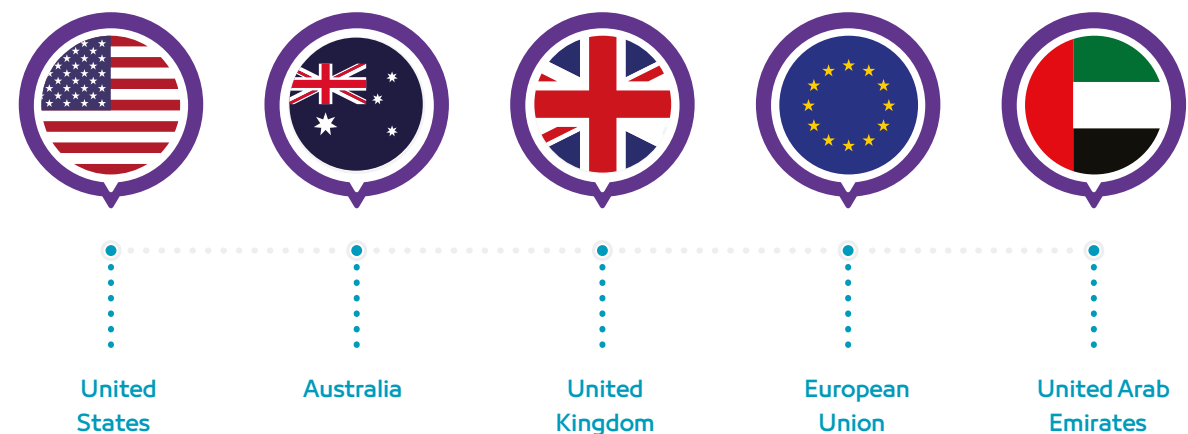 United
States
Australia
United
Kingdom
European
Union
United Arab
Emirates